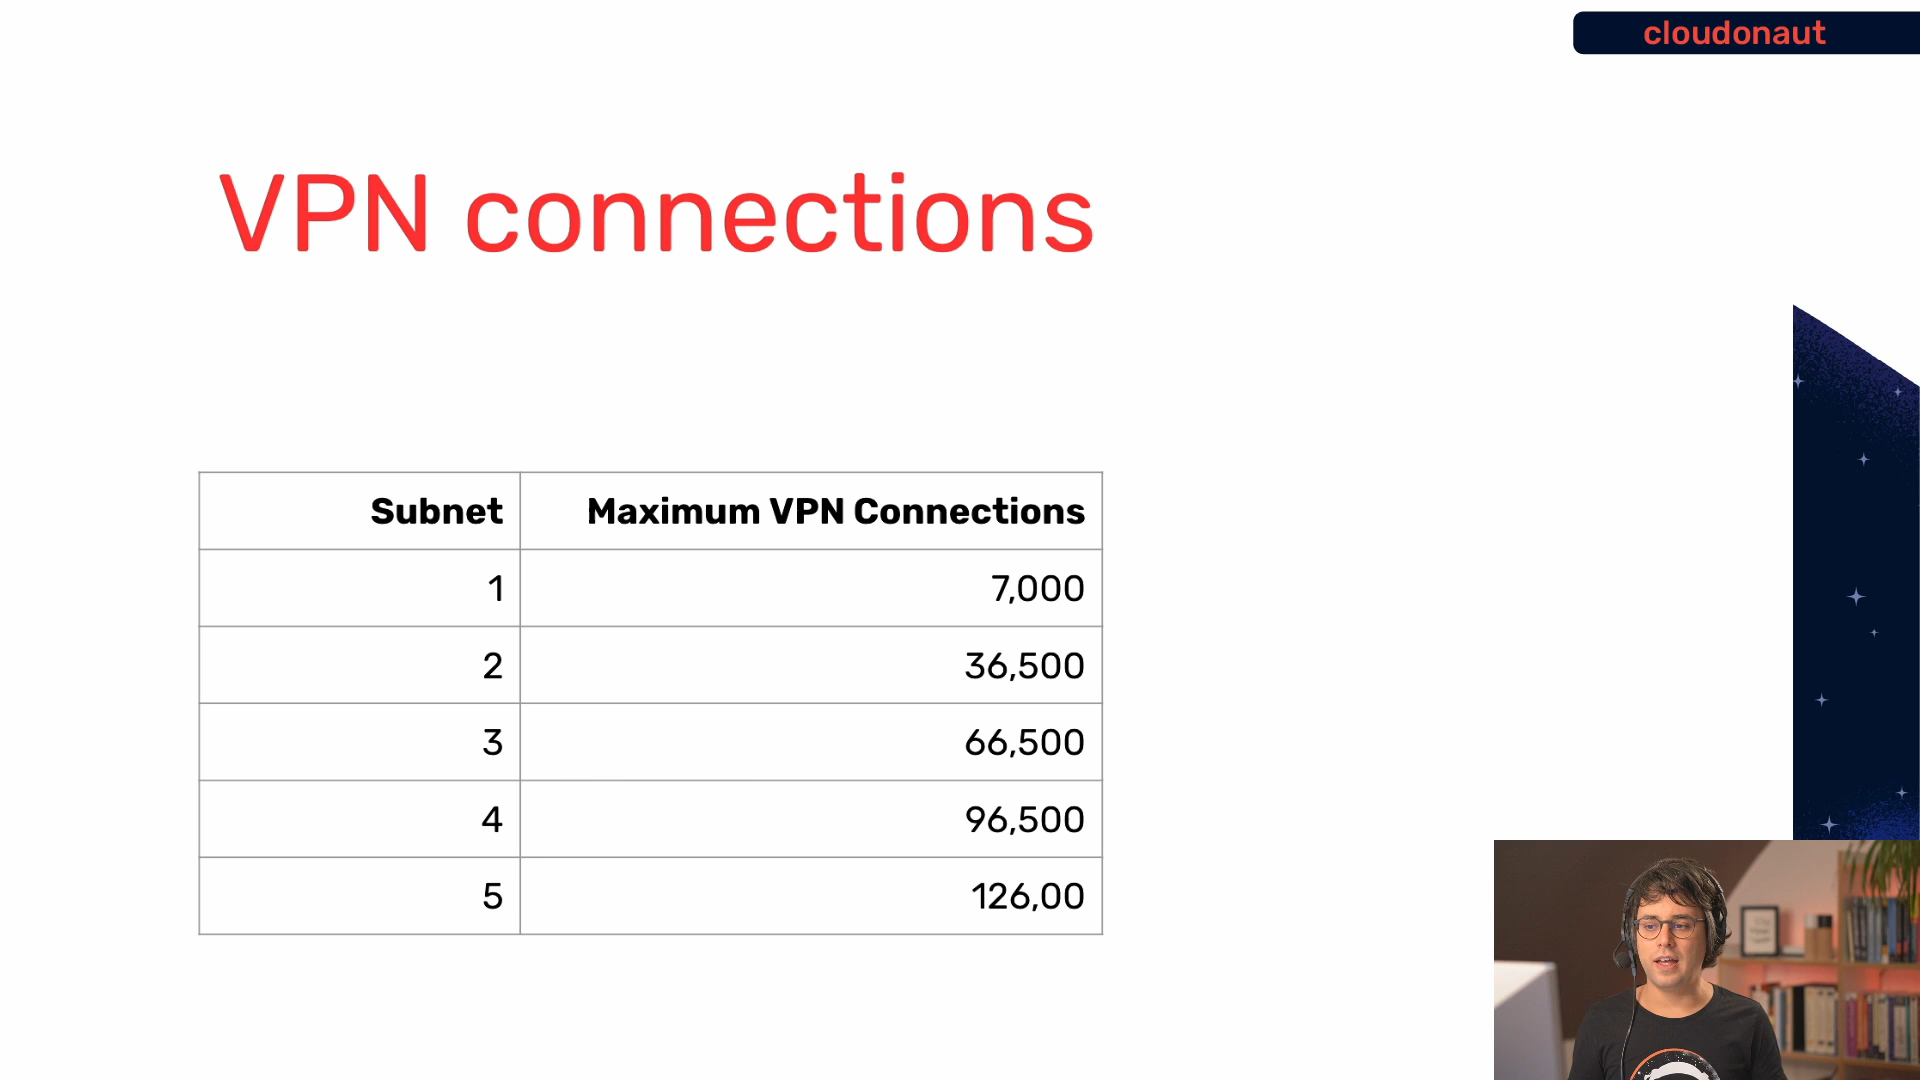 cloudonaut
VPN connections
Subnet Maximum VPN Connections
1 7,000
2 36,500
3 66,500
4 96,500
5 126,00